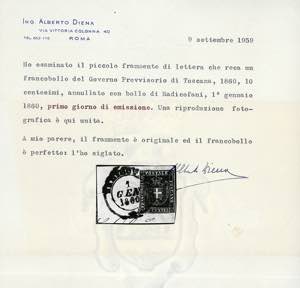 ING. ALBERTO DIENA
VIA VITTORIA COLONNA 40
ROMA
9 settembre 1959
Ho esaminato il piccolo frammento di lettera che reca un
francobollo del Governo Provvisorio di Toscana, 1860, 10
centesimi, annullato con bollo di Radicofani, 1° gennaio
1860, primo giorno di emissione. Una riproduzione foto-
grafica è qui unita.
A mio parere, il frammento è originale ed il francobollo
è perfetto: l'ho siglato.
Alberto Diena
1
GEN
1860